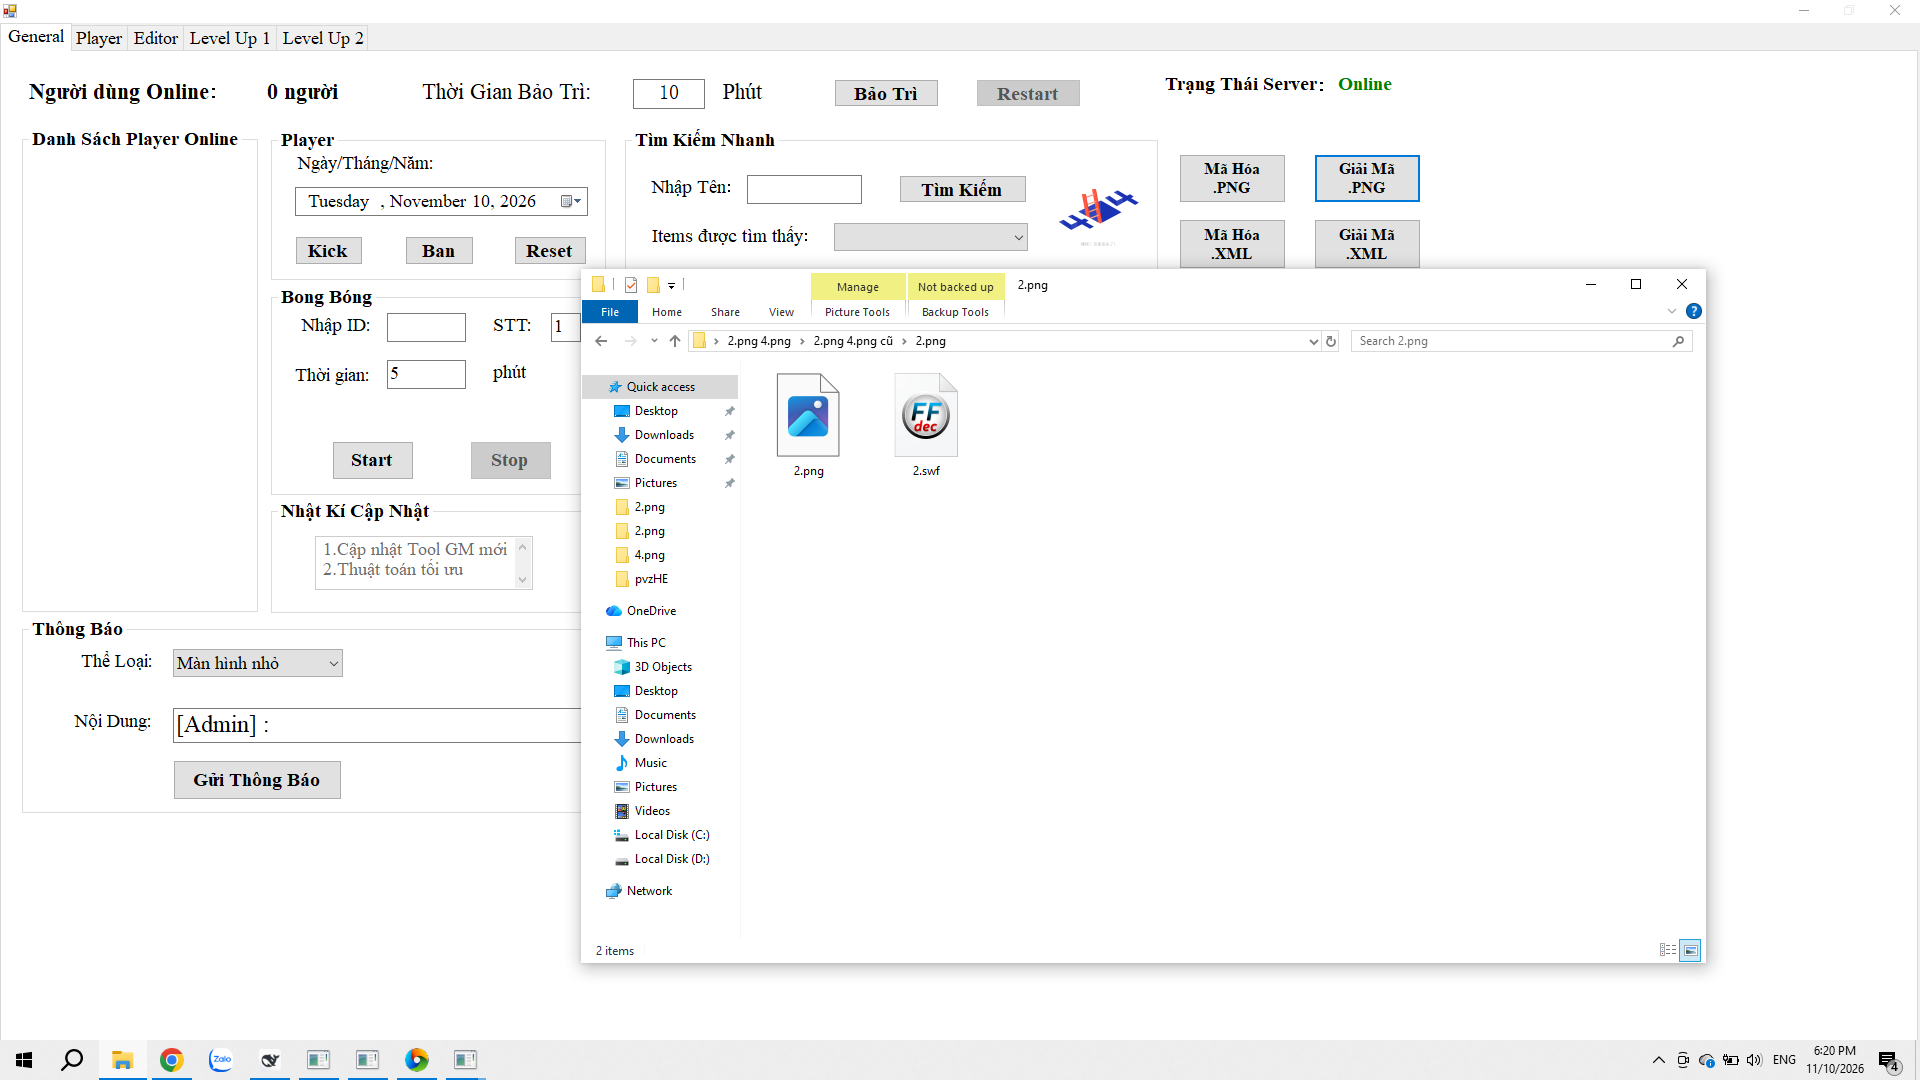 General
Player
Editor
Level Up 1
Level Up 2
Người dùng Online:
0 người
Thời Gian Bảo Trì:
10
Phút
Bảo Trì
Restart
Trạng Thái Server:
Online
Danh Sách Player Online
Player
Ngày/Tháng/Năm:
Tuesday , November 10, 2026
Kick
Ban
Reset
Tìm Kiếm Nhanh
Nhập Tên:
Tìm Kiếm
Items được tìm thấy:
Mã Hóa
.PNG
Giải Mã
.PNG
Mã Hóa
.XML
Giải Mã
.XML
Bong Bóng
Nhập ID:
STT:
1
Thời gian:
5
phút
Start
Stop
Nhật Kí Cập Nhật
1.Cập nhật Tool GM mới
2.Thuật toán tối ưu
Thông Báo
Thể Loại:
Màn hình nhỏ
Nội Dung:
[Admin] :
Gửi Thông Báo
Manage
Not backed up
2.png
File
Home
Share
View
Picture Tools
Backup Tools
2.png 4.png
2.png 4.png cũ
2.png
Search 2.png
Quick access
Desktop
Downloads
Documents
Pictures
2.png
2.png
4.png
pvzHE
OneDrive
This PC
3D Objects
Desktop
Documents
Downloads
Music
Pictures
Videos
Local Disk (C:)
Local Disk (D:)
Network
2.png
FF
dec
2.swf
2 items
Zalo
ENG
6:20 PM
11/10/2026
4